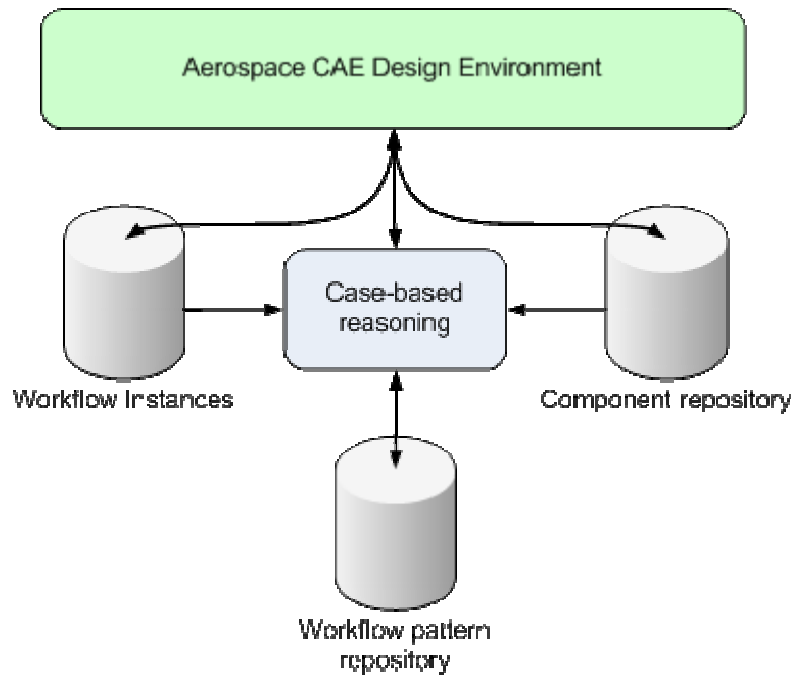 Aerospace CAE Design Environment
Case-based
reasoning
Workflow Instances
Component repository
Workflow pattern
repository